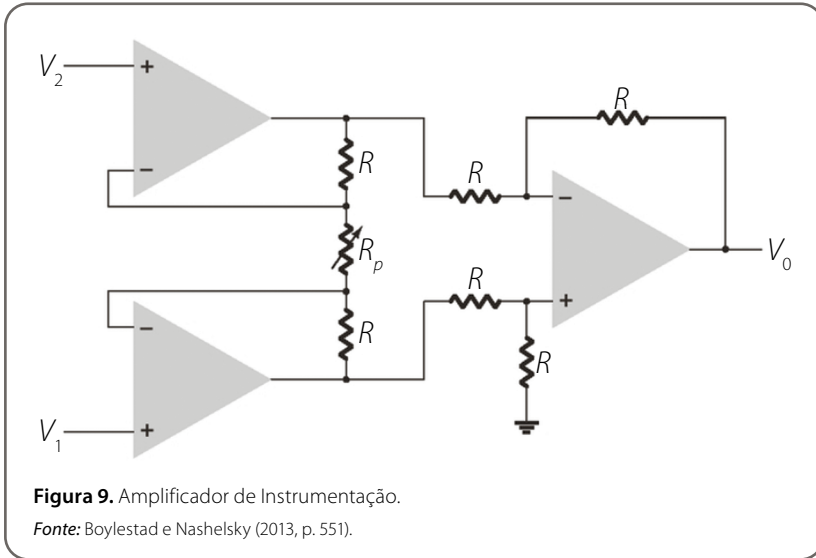 V₂
+
−
R
R
R
Rₚ
−
V₀
R
+
−
R
R
V₁
+
Figura 9. Amplificador de Instrumentação.
Fonte: Boylestad e Nashelsky (2013, p. 551).